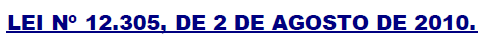 LEI Nº 12.305, DE 2 DE AGOSTO DE 2010.